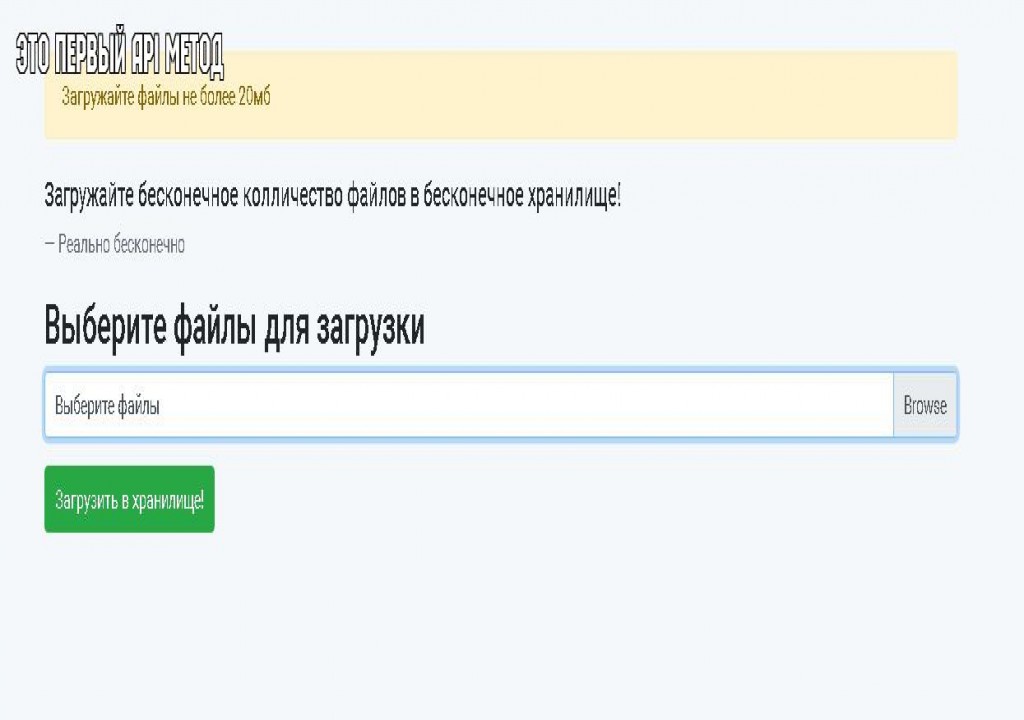 ЭТО ПЕРВЫЙ API МЕТОД
Загружайте файлы не более 20мб
Загружайте бесконечное колличество файлов в бесконечное хранилище!
— Реально бесконечно
Выберите файлы для загрузки
Выберите файлы Browse
Загрузить в хранилище!